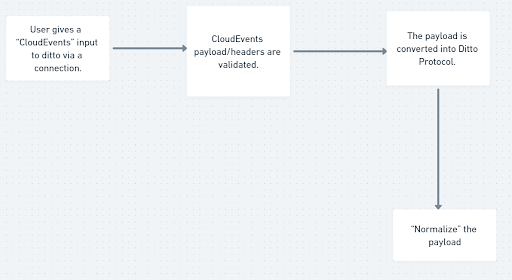 User gives a
"CloudEvents" input
to ditto via a
connection.
CloudEvents
payload/headers are
validated.
The payload is
converted into Ditto
Protocol.
"Normalize" the
payload